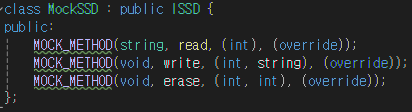 class MockSSD : public ISSD {
public:
    MOCK_METHOD(string, read, (int), (override));
    MOCK_METHOD(void, write, (int, string), (override));
    MOCK_METHOD(void, erase, (int, int), (override));
};